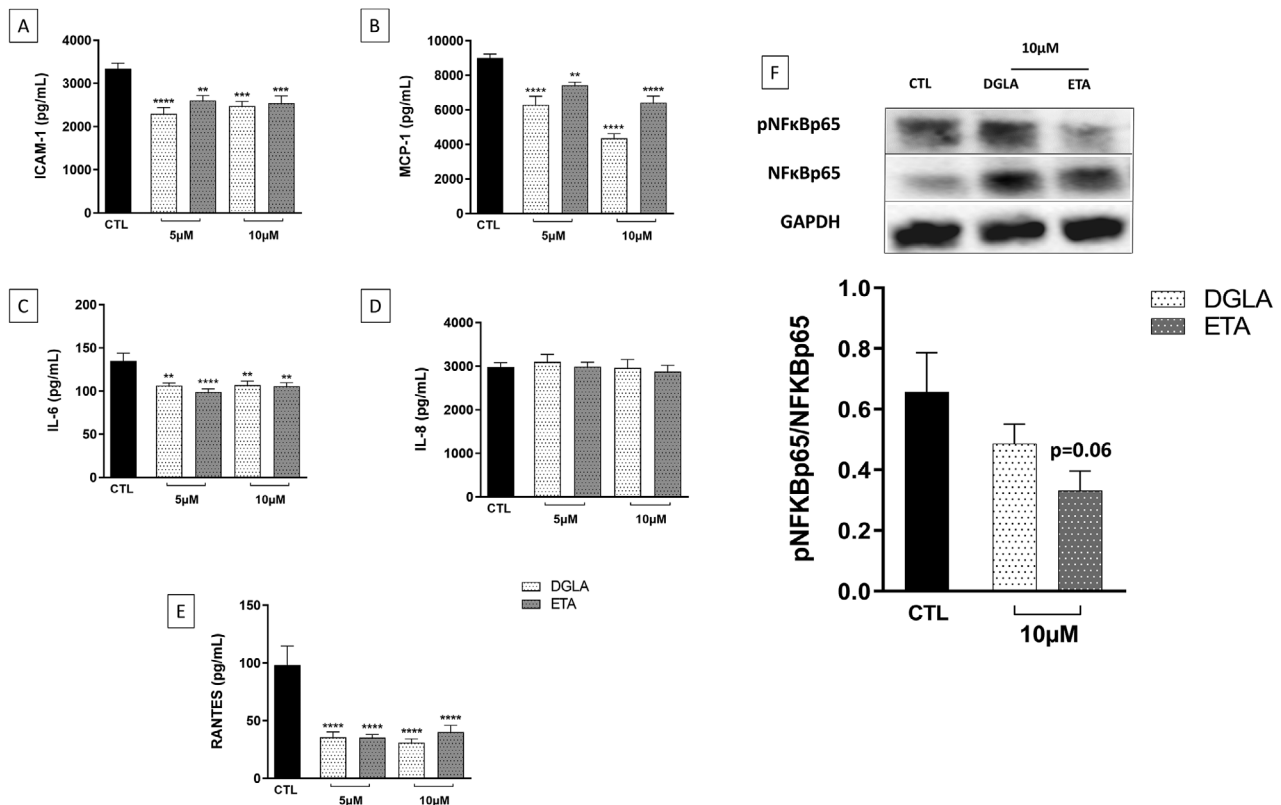 A
ICAM-1 (pg/mL)
4000
3000
2000
1000
0
****
**
***
***
CTL
5µM
10µM
B
MCP-1 (pg/mL)
10000
8000
6000
4000
2000
0
****
**
****
****
CTL
5µM
10µM
C
IL-6 (pg/mL)
150
100
50
0
**
****
**
**
CTL
5µM
10µM
D
IL-8 (pg/mL)
4000
3000
2000
1000
0
CTL
5µM
10µM
E
DGLA
ETA
RANTES (pg/mL)
150
100
50
0
****
****
****
****
CTL
5µM
10µM
F
10µM
CTL DGLA ETA
pNFκBp65
NFκBp65
GAPDH
DGLA
ETA
pNFKBp65/NFKBp65
1.0
0.8
0.6
0.4
0.2
0.0
p=0.06
CTL
10µM